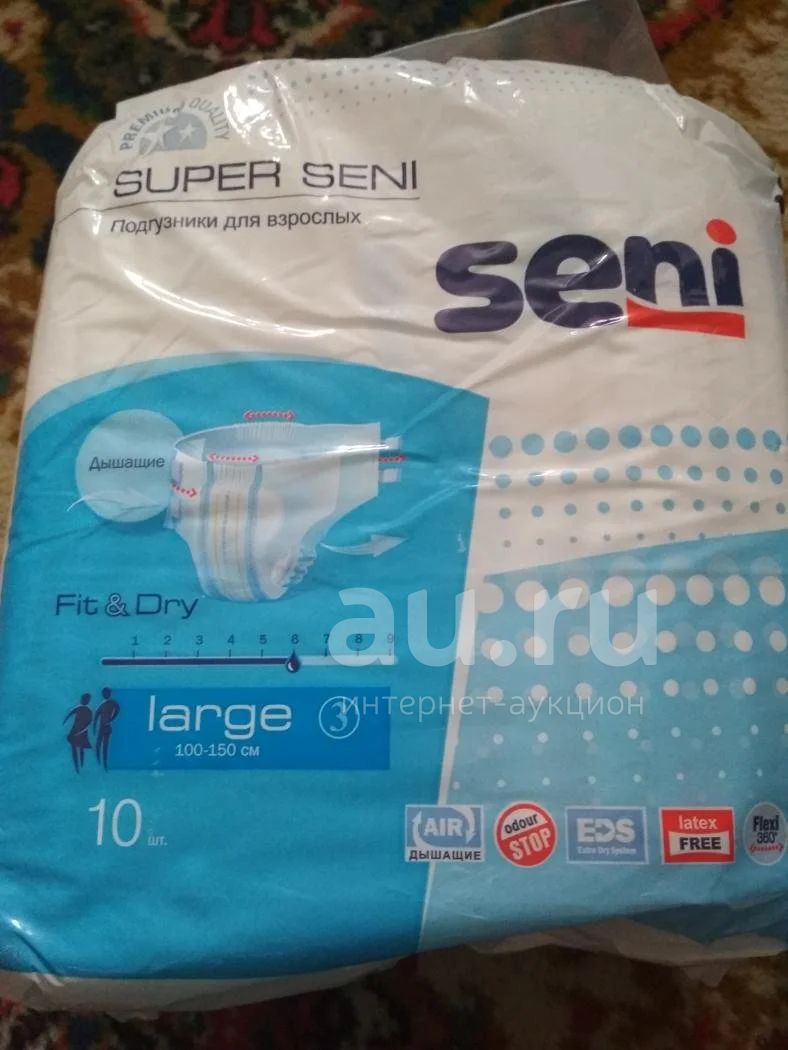 PREMIUM QUALITY
SUPER SENI
Подгузники для взрослых
seni
Дышащие
Fit & Dry
1 2 3 4 5 6 7 8 9
au.ru
интернет-аукцион
large 3
100-150 см
10 шт.
AIR
ДЫШАЩИЕ
odour
STOP
EDS
Extra Dry System
latex
FREE
Flexi
360°